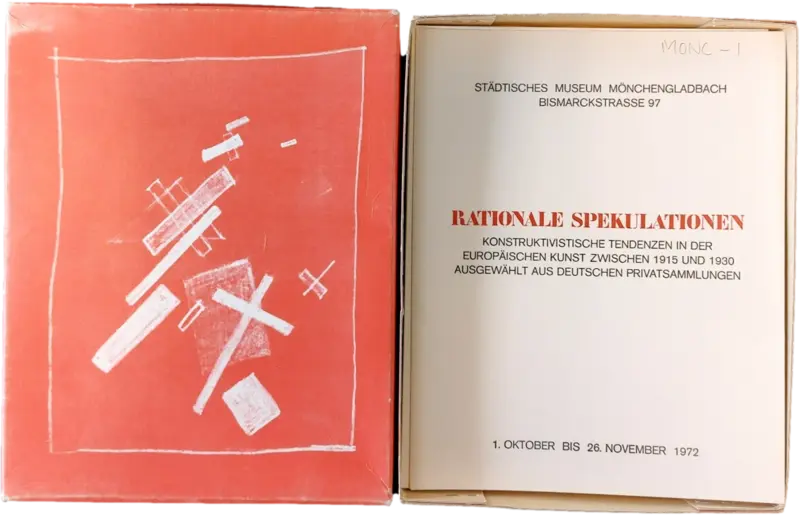 MONC - 1
STÄDTISCHES MUSEUM MÖNCHENGLADBACH
BISMARCKSTRASSE 97
RATIONALE SPEKULATIONEN
KONSTRUKTIVISTISCHE TENDENZEN IN DER
EUROPÄISCHEN KUNST ZWISCHEN 1915 UND 1930
AUSGEWÄHLT AUS DEUTSCHEN PRIVATSAMMLUNGEN
1. OKTOBER BIS 26. NOVEMBER 1972